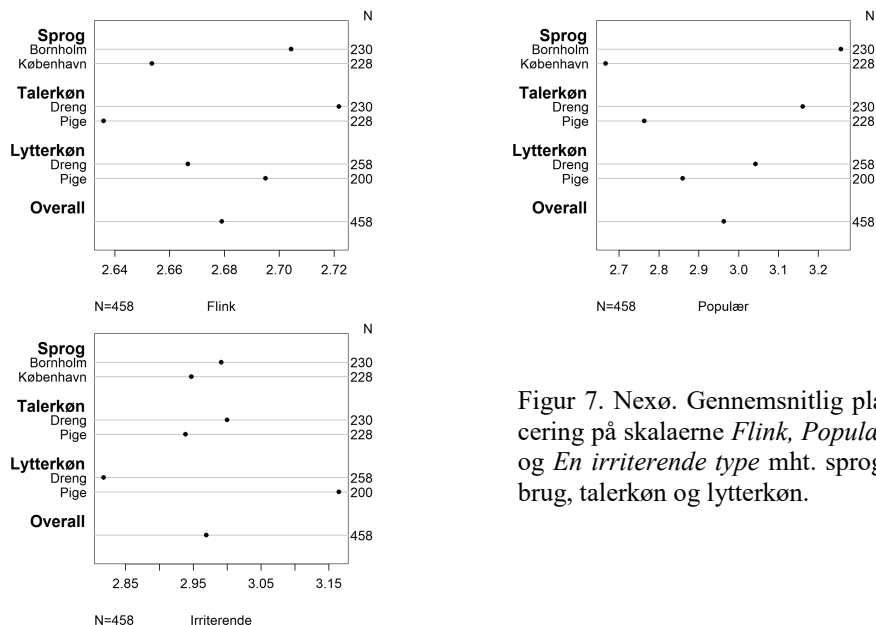 N
Sprog
Bornholm 230
København 228
Talerkøn
Dreng 230
Pige 228
Lytterkøn
Dreng 258
Pige 200
Overall
458
2.64 2.66 2.68 2.70 2.72
N=458 Flink
N
Sprog
Bornholm 230
København 228
Talerkøn
Dreng 230
Pige 228
Lytterkøn
Dreng 258
Pige 200
Overall
458
2.7 2.8 2.9 3.0 3.1 3.2
N=458 Populær
N
Sprog
Bornholm 230
København 228
Talerkøn
Dreng 230
Pige 228
Lytterkøn
Dreng 258
Pige 200
Overall
458
2.85 2.95 3.05 3.15
N=458 Irriterende
Figur 7. Nexø. Gennemsnitlig pla
cering på skalaerne Flink, Populæ
og En irriterende type mht. sprog
brug, talerkøn og lytterkøn.